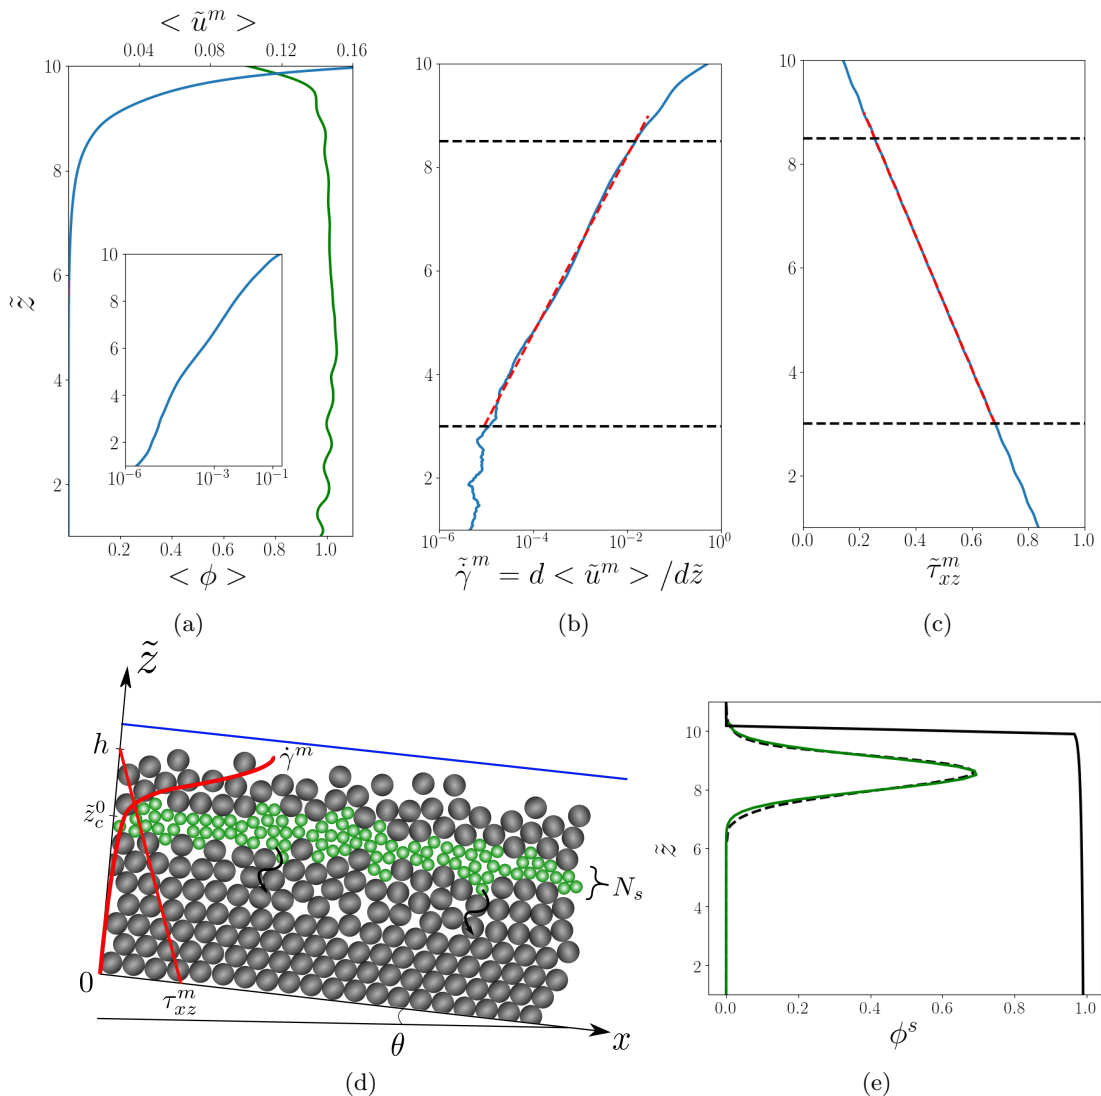 < ũ^m >
0.04 0.08 0.12 0.16
10
8
6
4
2
z̃
10
8
6
4
2
10^{-6} 10^{-3} 10^{-1}
0.2 0.4 0.6 0.8 1.0
< ϕ >
(a)
10
8
6
4
2
10^{-6} 10^{-4} 10^{-2} 10^{0}
γ̃̇^m = d < ũ^m > /dz̃
(b)
10
8
6
4
2
0.0 0.2 0.4 0.6 0.8 1.0
τ̃^m_{xz}
(c)
z̃
h
γ̇^m
z̃^0_c
N_s
0
τ^m_{xz}
θ
x
(d)
10
8
6
4
2
z̃
0.0 0.2 0.4 0.6 0.8 1.0
ϕ^s
(e)